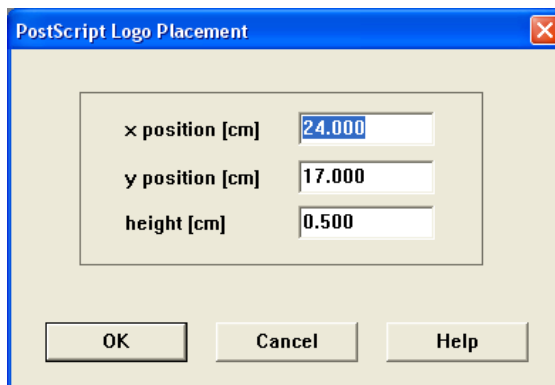 PostScript Logo Placement
x position [cm] 24.000
y position [cm] 17.000
height [cm] 0.500
OK Cancel Help